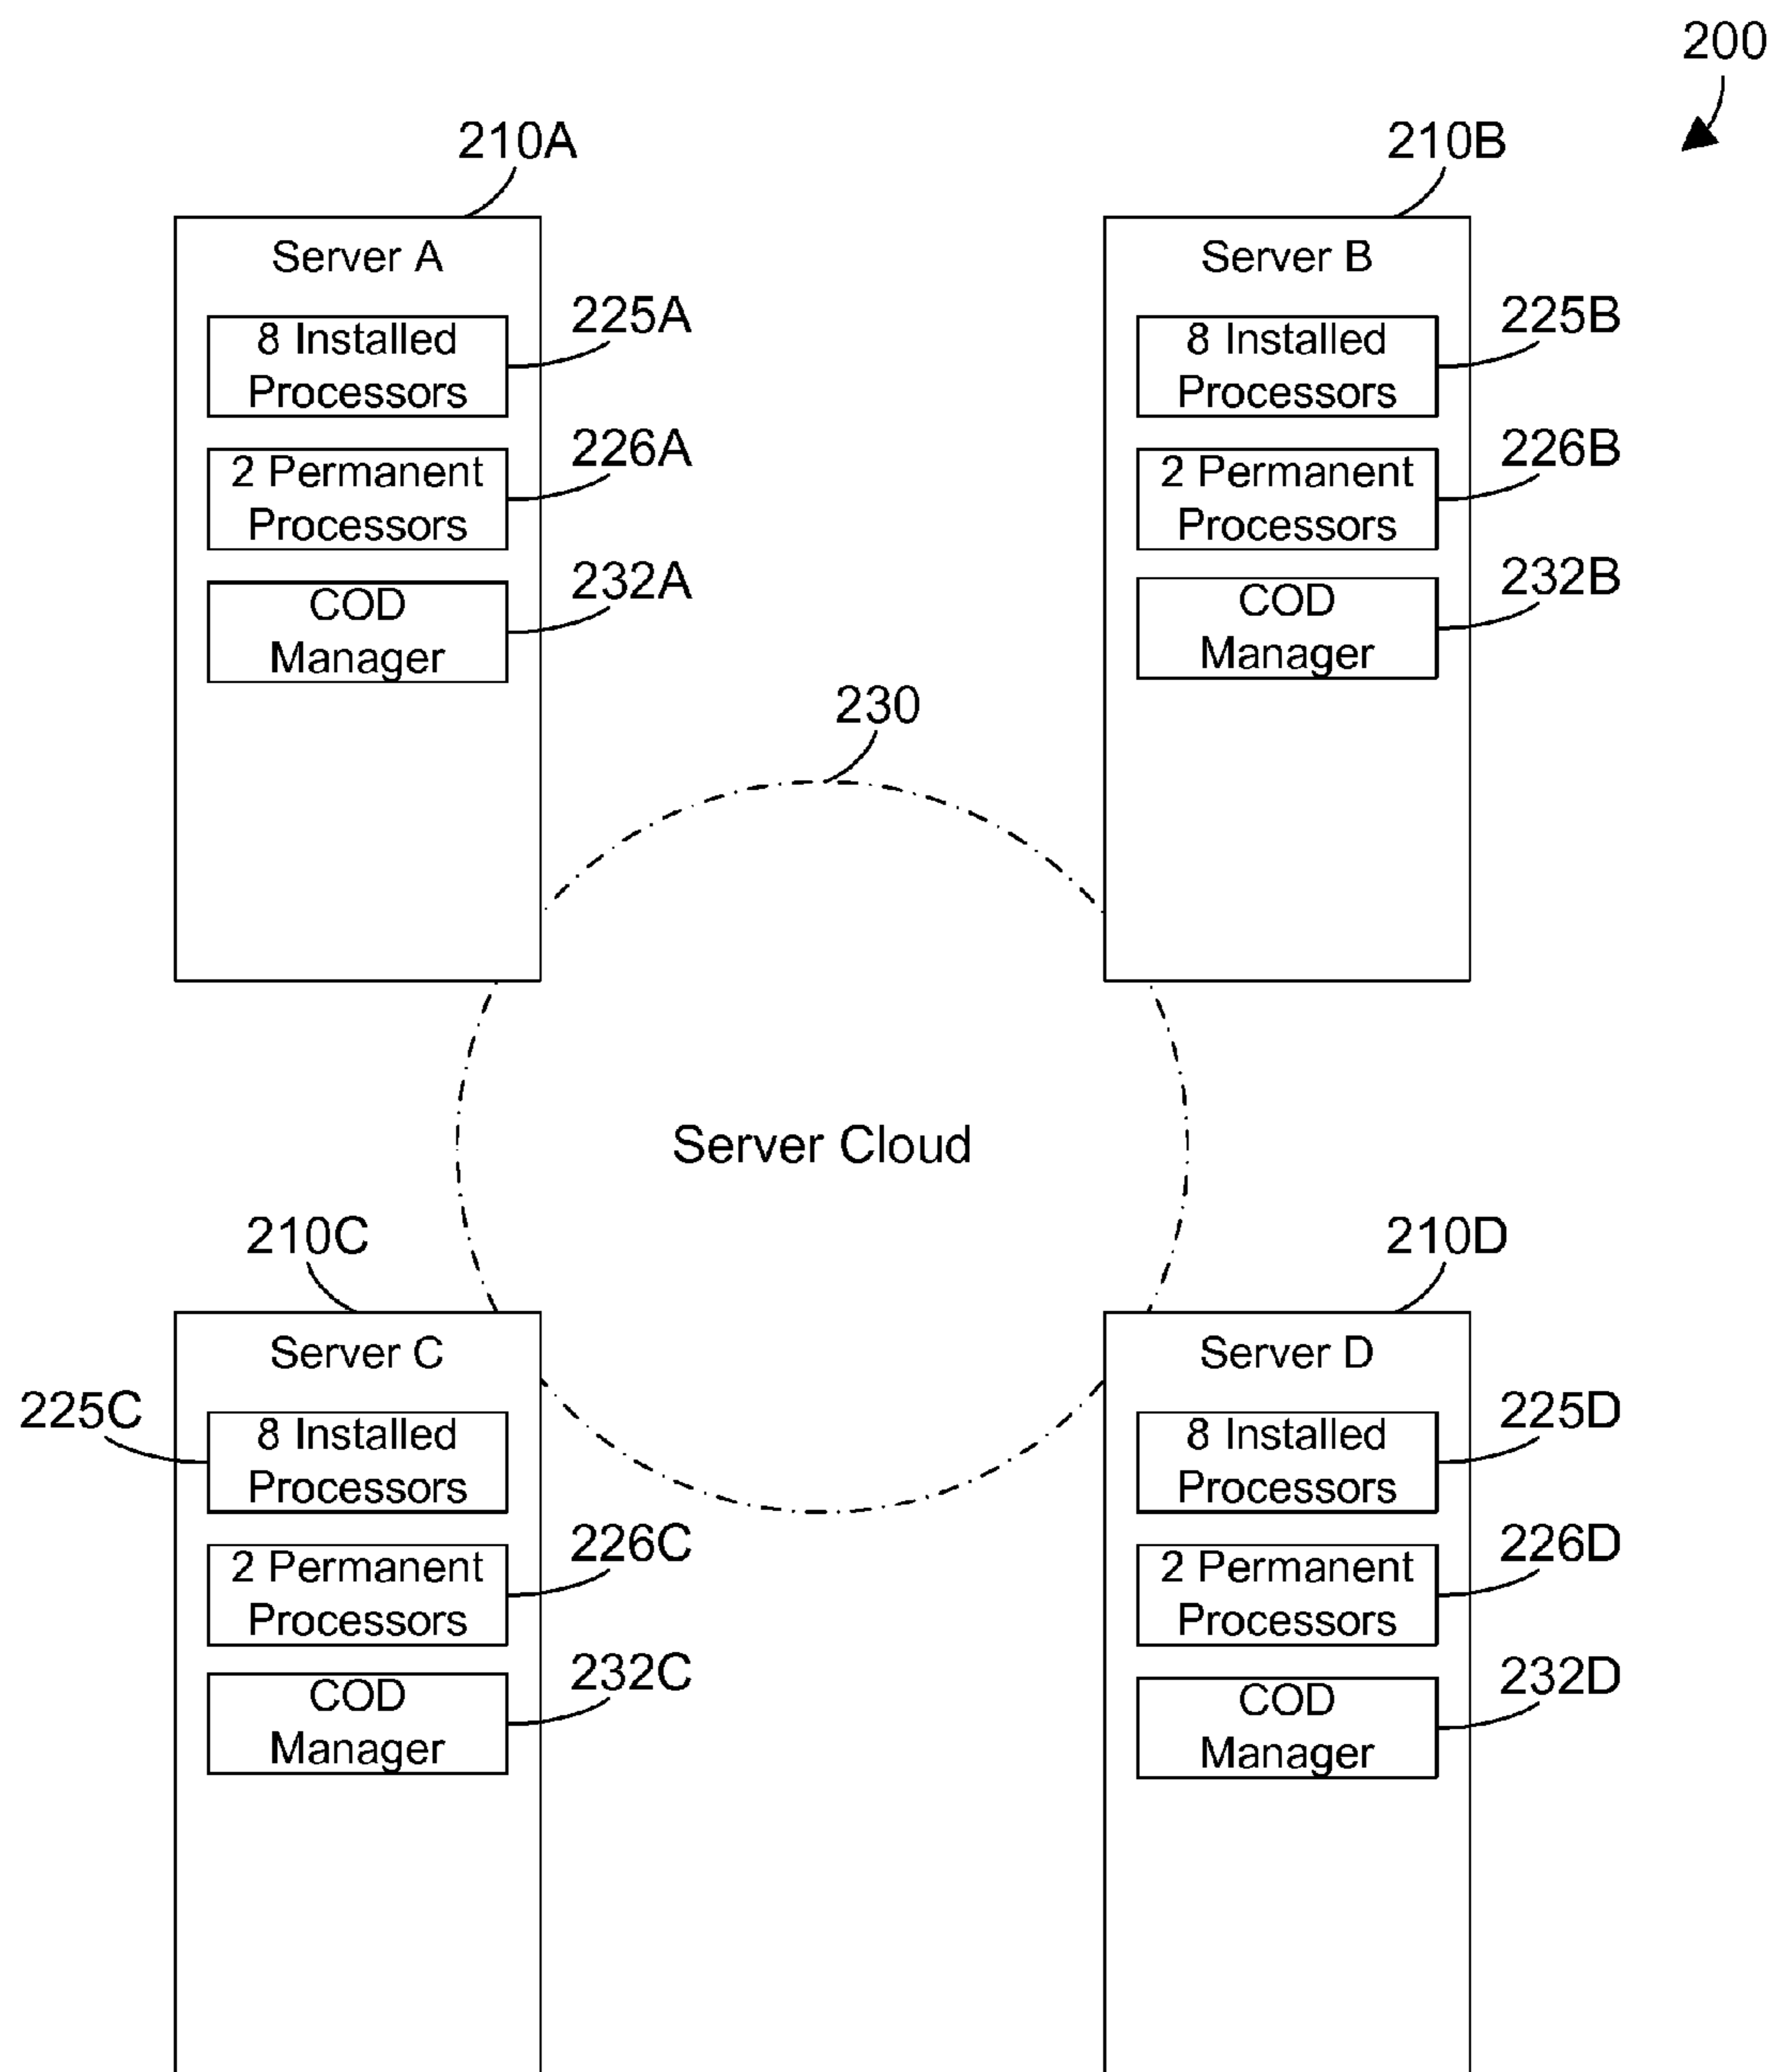 200
210A
210B
Server A
8 Installed
Processors
225A
2 Permanent
Processors
226A
COD
Manager
232A
Server B
8 Installed
Processors
225B
2 Permanent
Processors
226B
COD
Manager
232B
230
Server Cloud
210C
210D
Server C
225C
8 Installed
Processors
2 Permanent
Processors
226C
COD
Manager
232C
Server D
8 Installed
Processors
225D
2 Permanent
Processors
226D
COD
Manager
232D